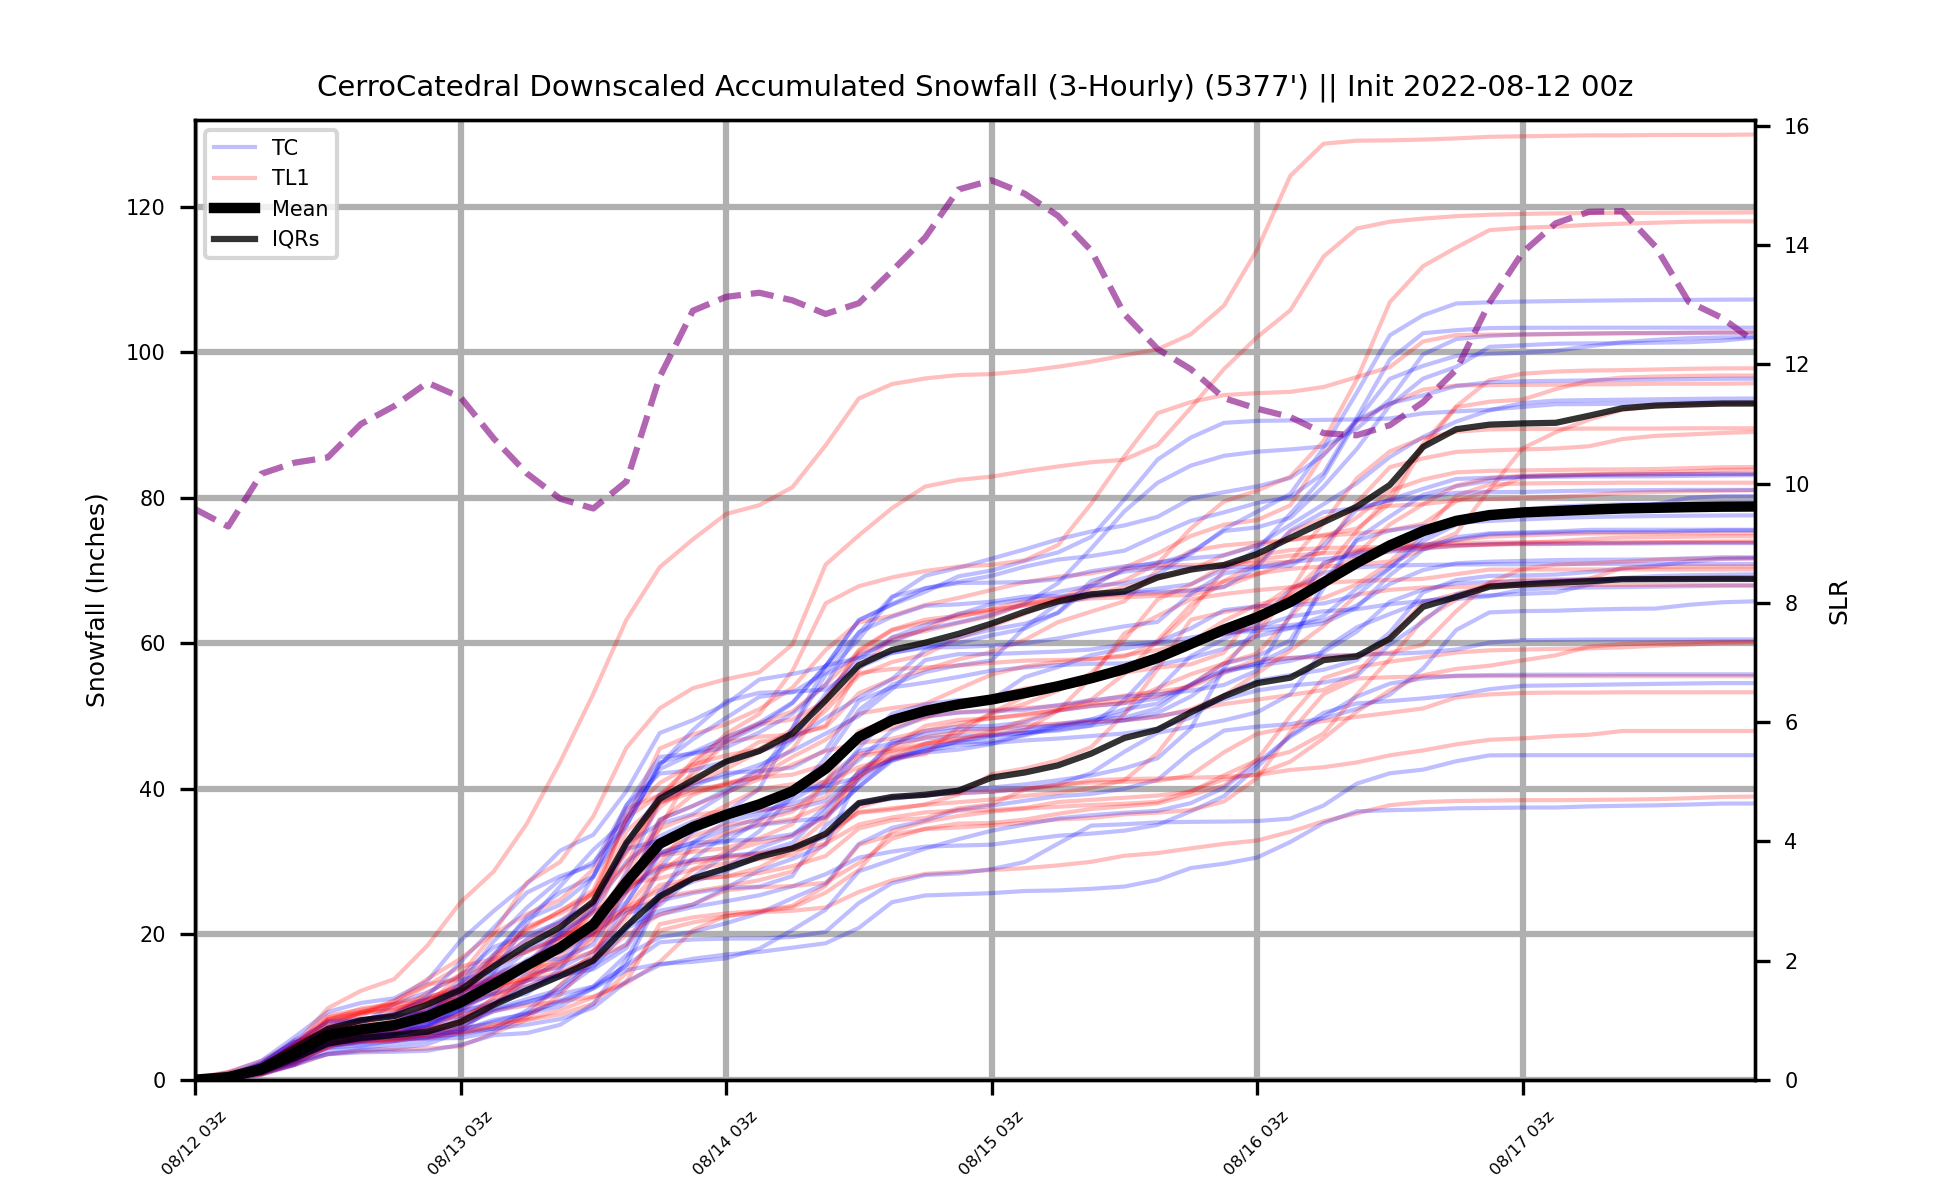 CerroCatedral Downscaled Accumulated Snowfall (3-Hourly) (5377') || Init 2022-08-12 00z
TC
TL1
Mean
IQRs
Snowfall (Inches)
120
100
80
60
40
20
0
16
14
12
10
8
6
4
2
0
SLR
08/12 03z
08/13 03z
08/14 03z
08/15 03z
08/16 03z
08/17 03z